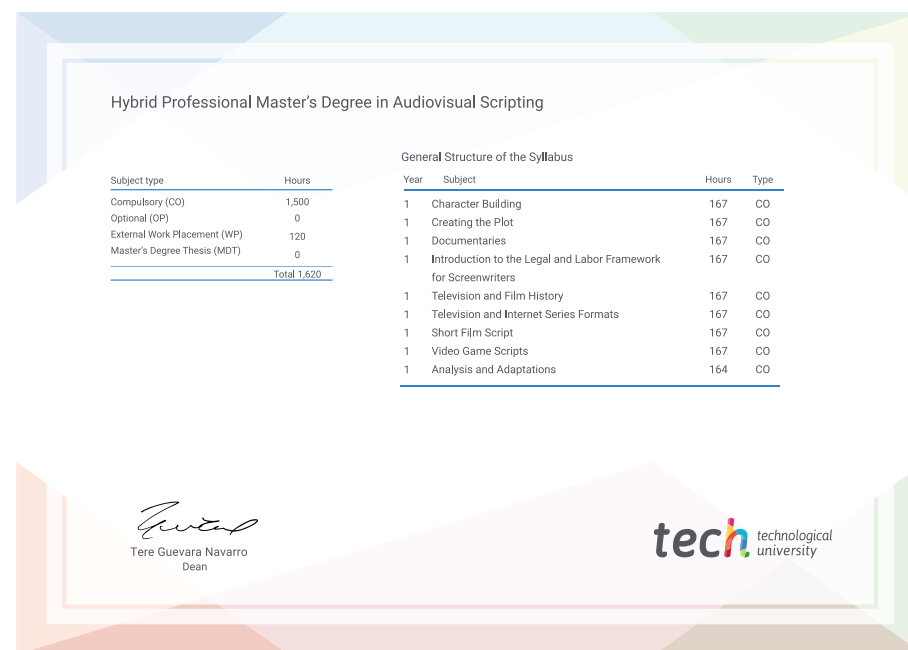 Hybrid Professional Master's Degree in Audiovisual Scripting
General Structure of the Syllabus
Subject type Hours
Compulsory (CO) 1,500
Optional (OP) 0
External Work Placement (WP) 120
Master's Degree Thesis (MDT) 0
Total 1,620
Year Subject Hours Type
1 Character Building 167 CO
1 Creating the Plot 167 CO
1 Documentaries 167 CO
1 Introduction to the Legal and Labor Framework 167 CO
for Screenwriters
1 Television and Film History 167 CO
1 Television and Internet Series Formats 167 CO
1 Short Film Script 167 CO
1 Video Game Scripts 167 CO
1 Analysis and Adaptations 164 CO
Tere Guevara Navarro
Dean
tech technological
university